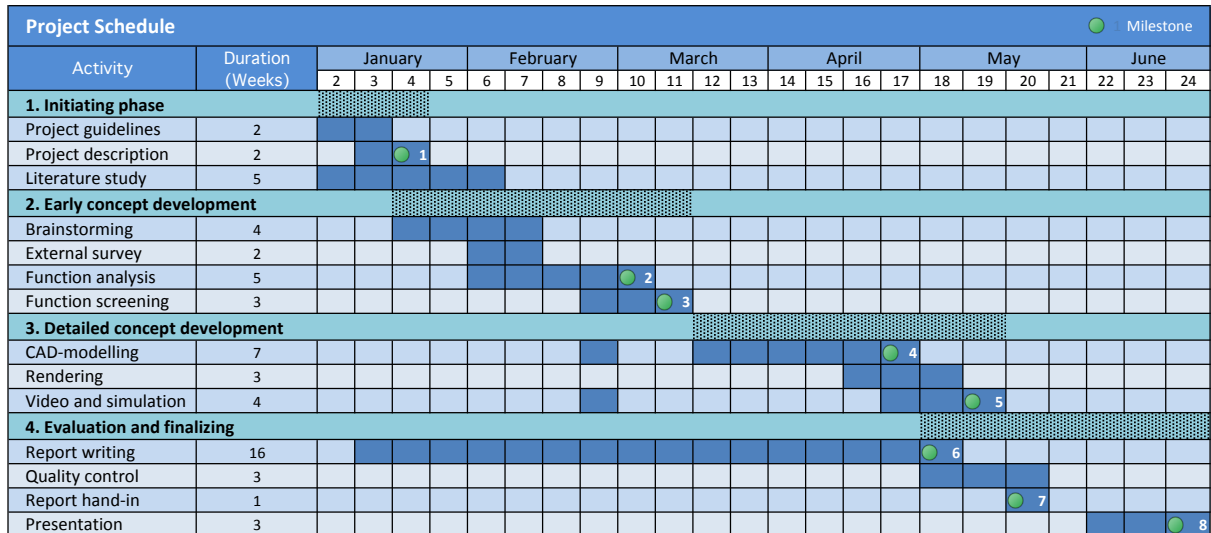 Project Schedule 1 Milestone
Activity Duration (Weeks) January February March April May June
2 3 4 5 6 7 8 9 10 11 12 13 14 15 16 17 18 19 20 21 22 23 24
1. Initiating phase
Project guidelines 2
Project description 2 1
Literature study 5
2. Early concept development
Brainstorming 4
External survey 2
Function analysis 5 2
Function screening 3 3
3. Detailed concept development
CAD-modelling 7 4
Rendering 3
Video and simulation 4 5
4. Evaluation and finalizing
Report writing 16 6
Quality control 3
Report hand-in 1 7
Presentation 3 8